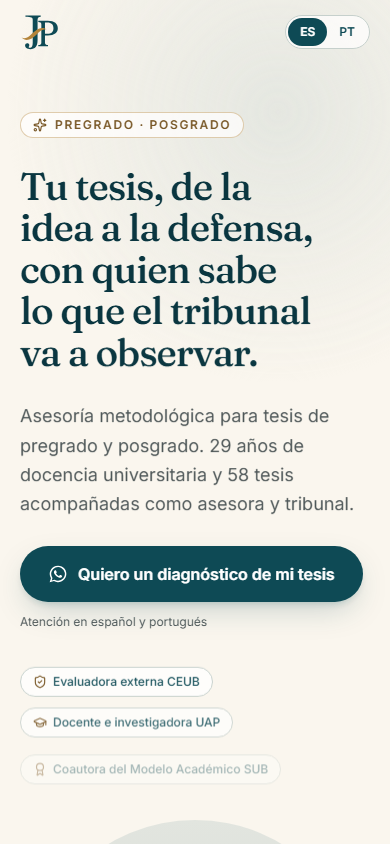 JP
ES PT
PREGRADO · POSGRADO
Tu tesis, de la
idea a la defensa,
con quien sabe
lo que el tribunal
va a observar.
Asesoría metodológica para tesis de
pregrado y posgrado. 29 años de
docencia universitaria y 58 tesis
acompañadas como asesora y tribunal.
Quiero un diagnóstico de mi tesis
Atención en español y portugués
Evaluadora externa CEUB
Docente e investigadora UAP
Coautora del Modelo Académico SUB